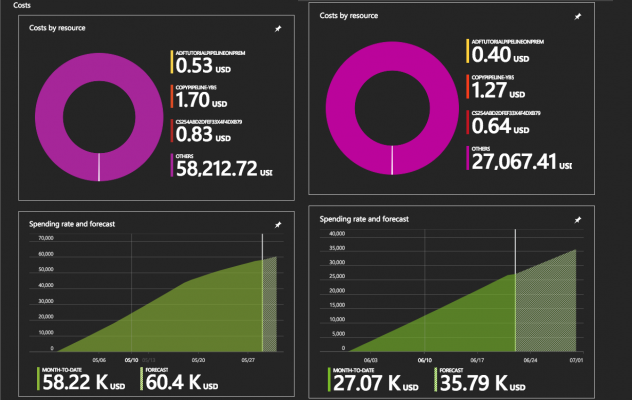 Costs
Costs by resource
ADFTUTORIALPIPELINEONPREM
0.53 USD
COPYPIPELINE-YB5
1.70 USD
0.83 USD
OTHERS
58,212.72 USD
Spending rate and forecast
70,000
60,000
50,000
40,000
30,000
20,000
10,000
0
05/06 05/10 05/13 05/20 05/27
MONTH-TO-DATE
58.22 K USD
FORECAST
60.4 K USD
Costs by resource
ADFTUTORIALPIPELINEONPREM
0.40 USD
COPYPIPELINE-YB5
1.27 USD
0.64 USD
OTHERS
27,067.41 USD
Spending rate and forecast
40,000
35,000
30,000
25,000
20,000
15,000
10,000
5,000
0
06/03 06/10 06/17 06/24 07/01
MONTH-TO-DATE
27.07 K USD
FORECAST
35.79 K USD